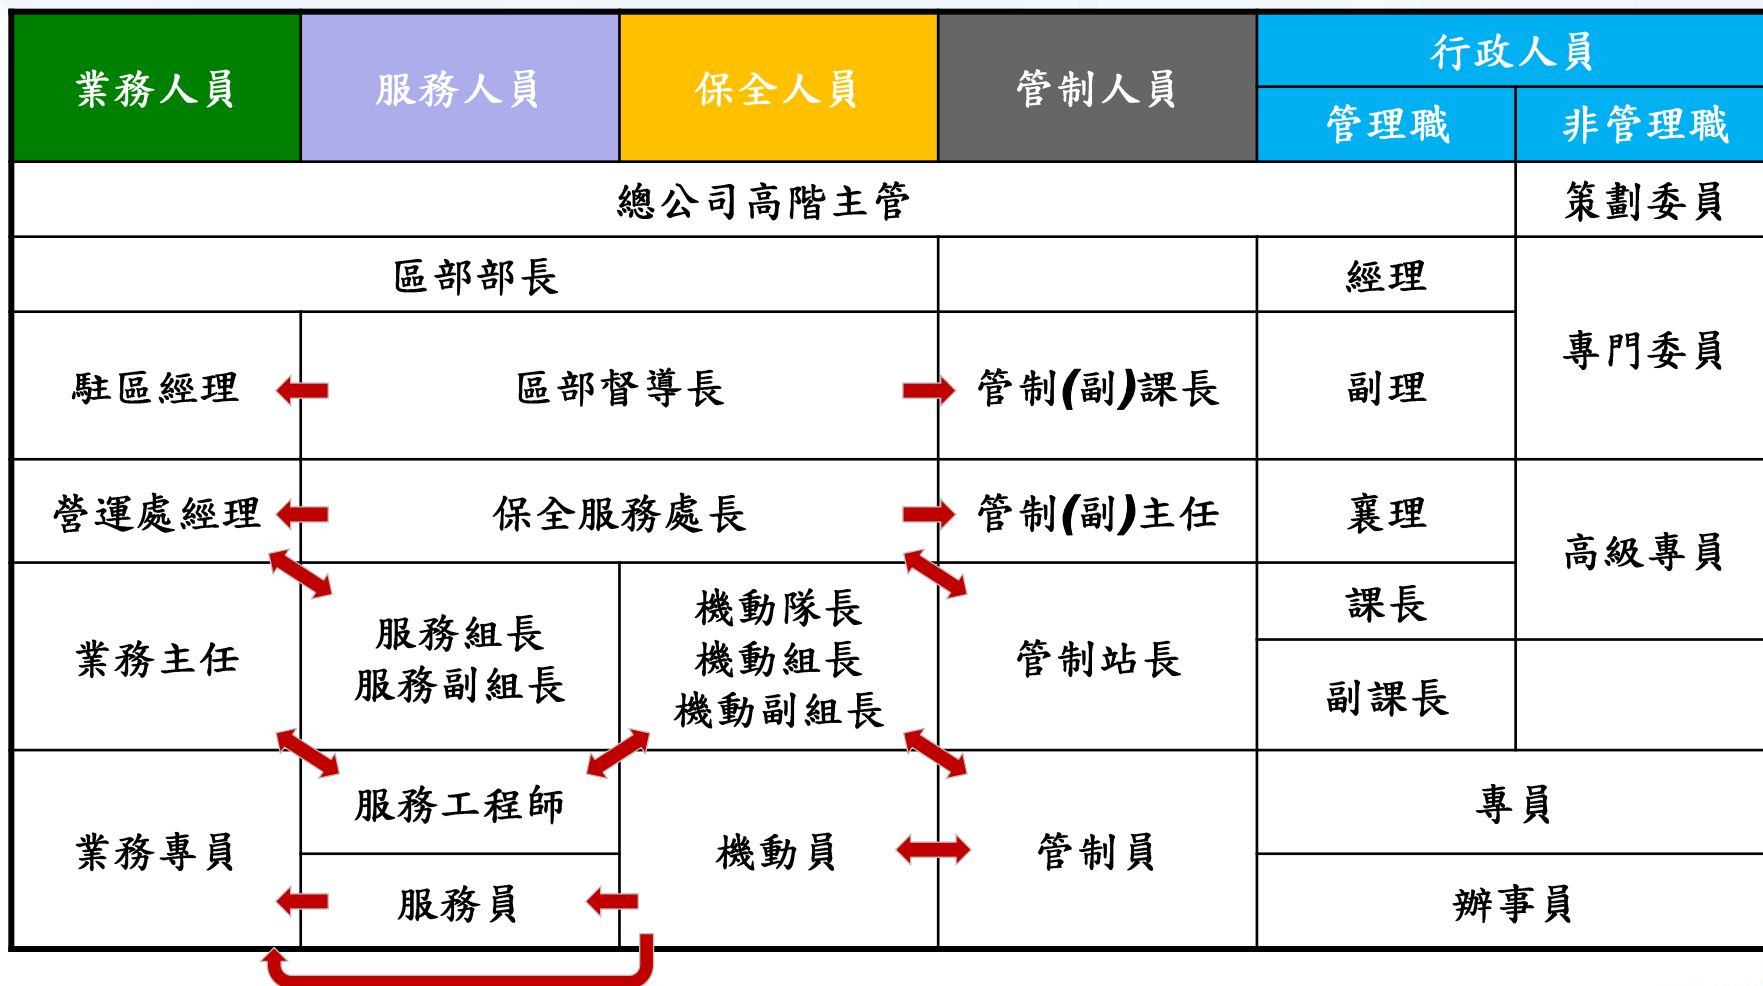 業務人員
服務人員
保全人員
管制人員
行政人員
管理職
非管理職
總公司高階主管
策劃委員
區部部長
經理
專門委員
駐區經理
區部督導長
管制(副)課長
副理
營運處經理
保全服務處長
管制(副)主任
襄理
高級專員
業務主任
服務組長
服務副組長
機動隊長
機動組長
機動副組長
管制站長
課長
副課長
業務專員
服務工程師
機動員
管制員
專員
服務員
辦事員